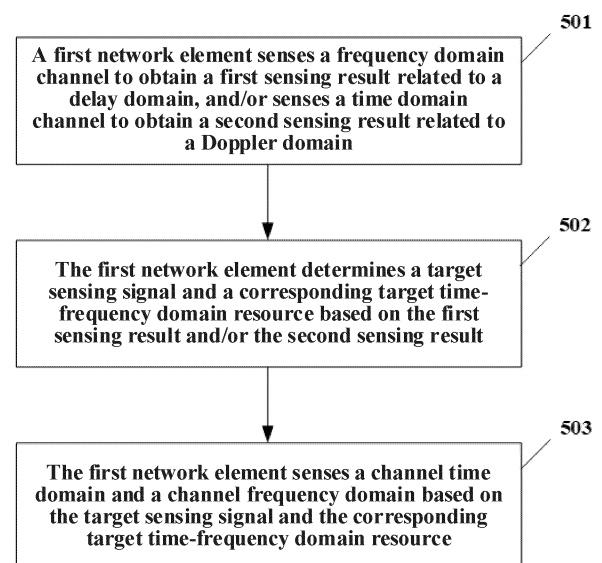 501
A first network element senses a frequency domain
channel to obtain a first sensing result related to a
delay domain, and/or senses a time domain
channel to obtain a second sensing result related to
a Doppler domain
502
The first network element determines a target
sensing signal and a corresponding target time-
frequency domain resource based on the first
sensing result and/or the second sensing result
503
The first network element senses a channel time
domain and a channel frequency domain based on
the target sensing signal and the corresponding
target time-frequency domain resource